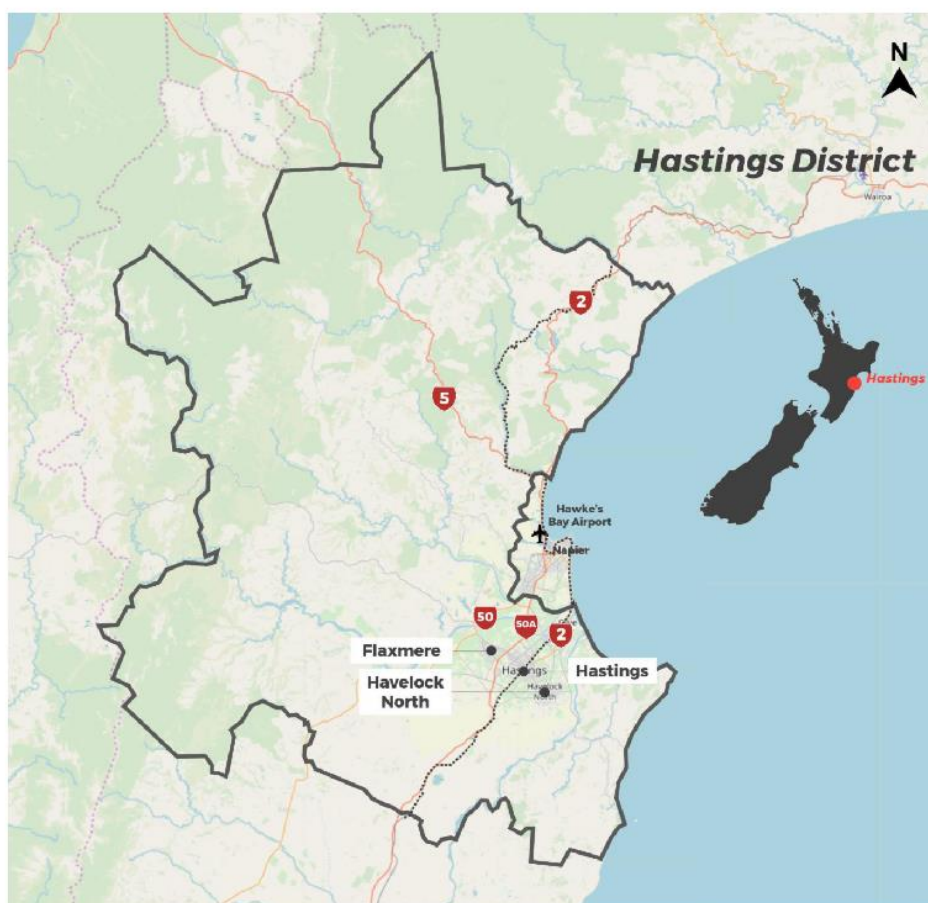 N
Hastings District
Wairoa
2
5
Hastings
Hawke's
Bay Airport
Napier
50
50A
2
Flaxmere
Hastings
Hastings
Havelock
North
Havelock
North